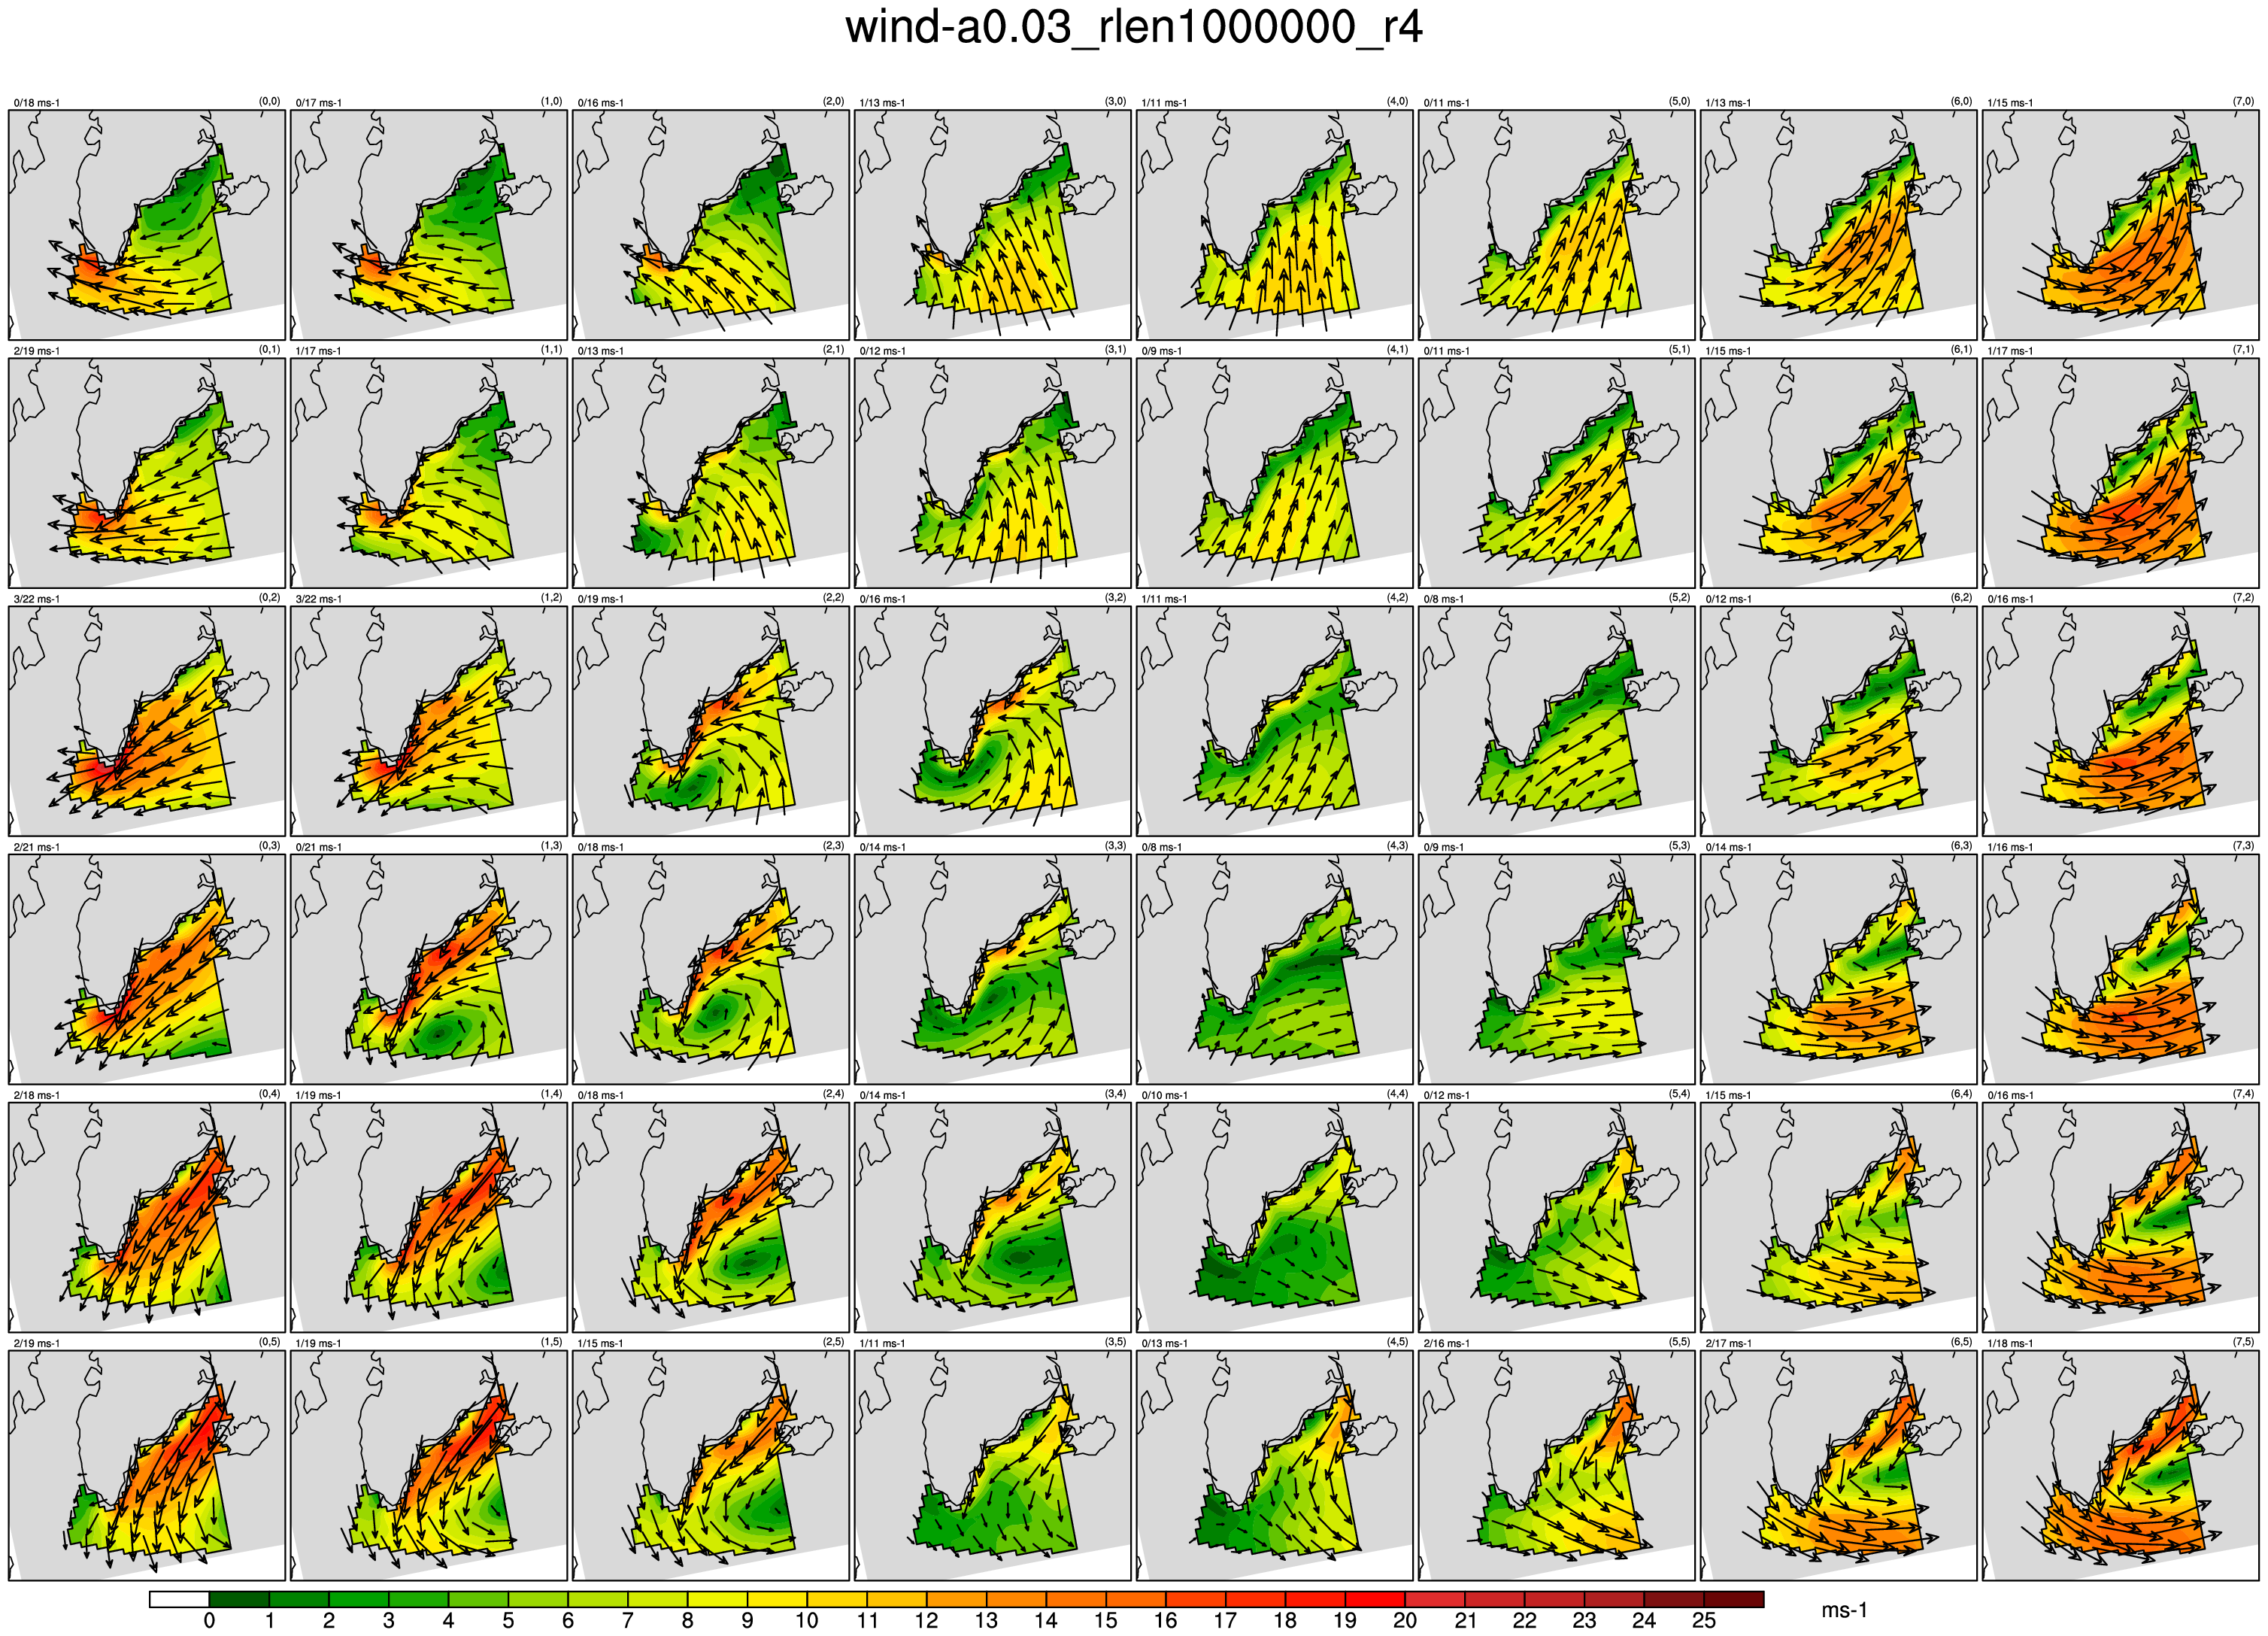 wind-a0.03_rlen1000000_r4
0/18 ms-1 (0,0) 0/17 ms-1 (1,0) 0/16 ms-1 (2,0) 1/13 ms-1 (3,0) 1/11 ms-1 (4,0) 0/11 ms-1 (5,0) 1/13 ms-1 (6,0) 1/15 ms-1 (7,0)
2/19 ms-1 (0,1) 1/17 ms-1 (1,1) 0/13 ms-1 (2,1) 0/12 ms-1 (3,1) 0/9 ms-1 (4,1) 0/11 ms-1 (5,1) 1/15 ms-1 (6,1) 1/17 ms-1 (7,1)
3/22 ms-1 (0,2) 3/22 ms-1 (1,2) 0/19 ms-1 (2,2) 0/16 ms-1 (3,2) 1/11 ms-1 (4,2) 0/8 ms-1 (5,2) 0/12 ms-1 (6,2) 0/16 ms-1 (7,2)
2/21 ms-1 (0,3) 0/21 ms-1 (1,3) 0/18 ms-1 (2,3) 0/14 ms-1 (3,3) 0/8 ms-1 (4,3) 0/9 ms-1 (5,3) 0/14 ms-1 (6,3) 1/16 ms-1 (7,3)
2/18 ms-1 (0,4) 1/19 ms-1 (1,4) 0/18 ms-1 (2,4) 0/14 ms-1 (3,4) 0/10 ms-1 (4,4) 0/12 ms-1 (5,4) 1/15 ms-1 (6,4) 0/16 ms-1 (7,4)
2/19 ms-1 (0,5) 1/19 ms-1 (1,5) 1/15 ms-1 (2,5) 1/11 ms-1 (3,5) 0/13 ms-1 (4,5) 2/16 ms-1 (5,5) 2/17 ms-1 (6,5) 1/18 ms-1 (7,5)
0 1 2 3 4 5 6 7 8 9 10 11 12 13 14 15 16 17 18 19 20 21 22 23 24 25 ms-1